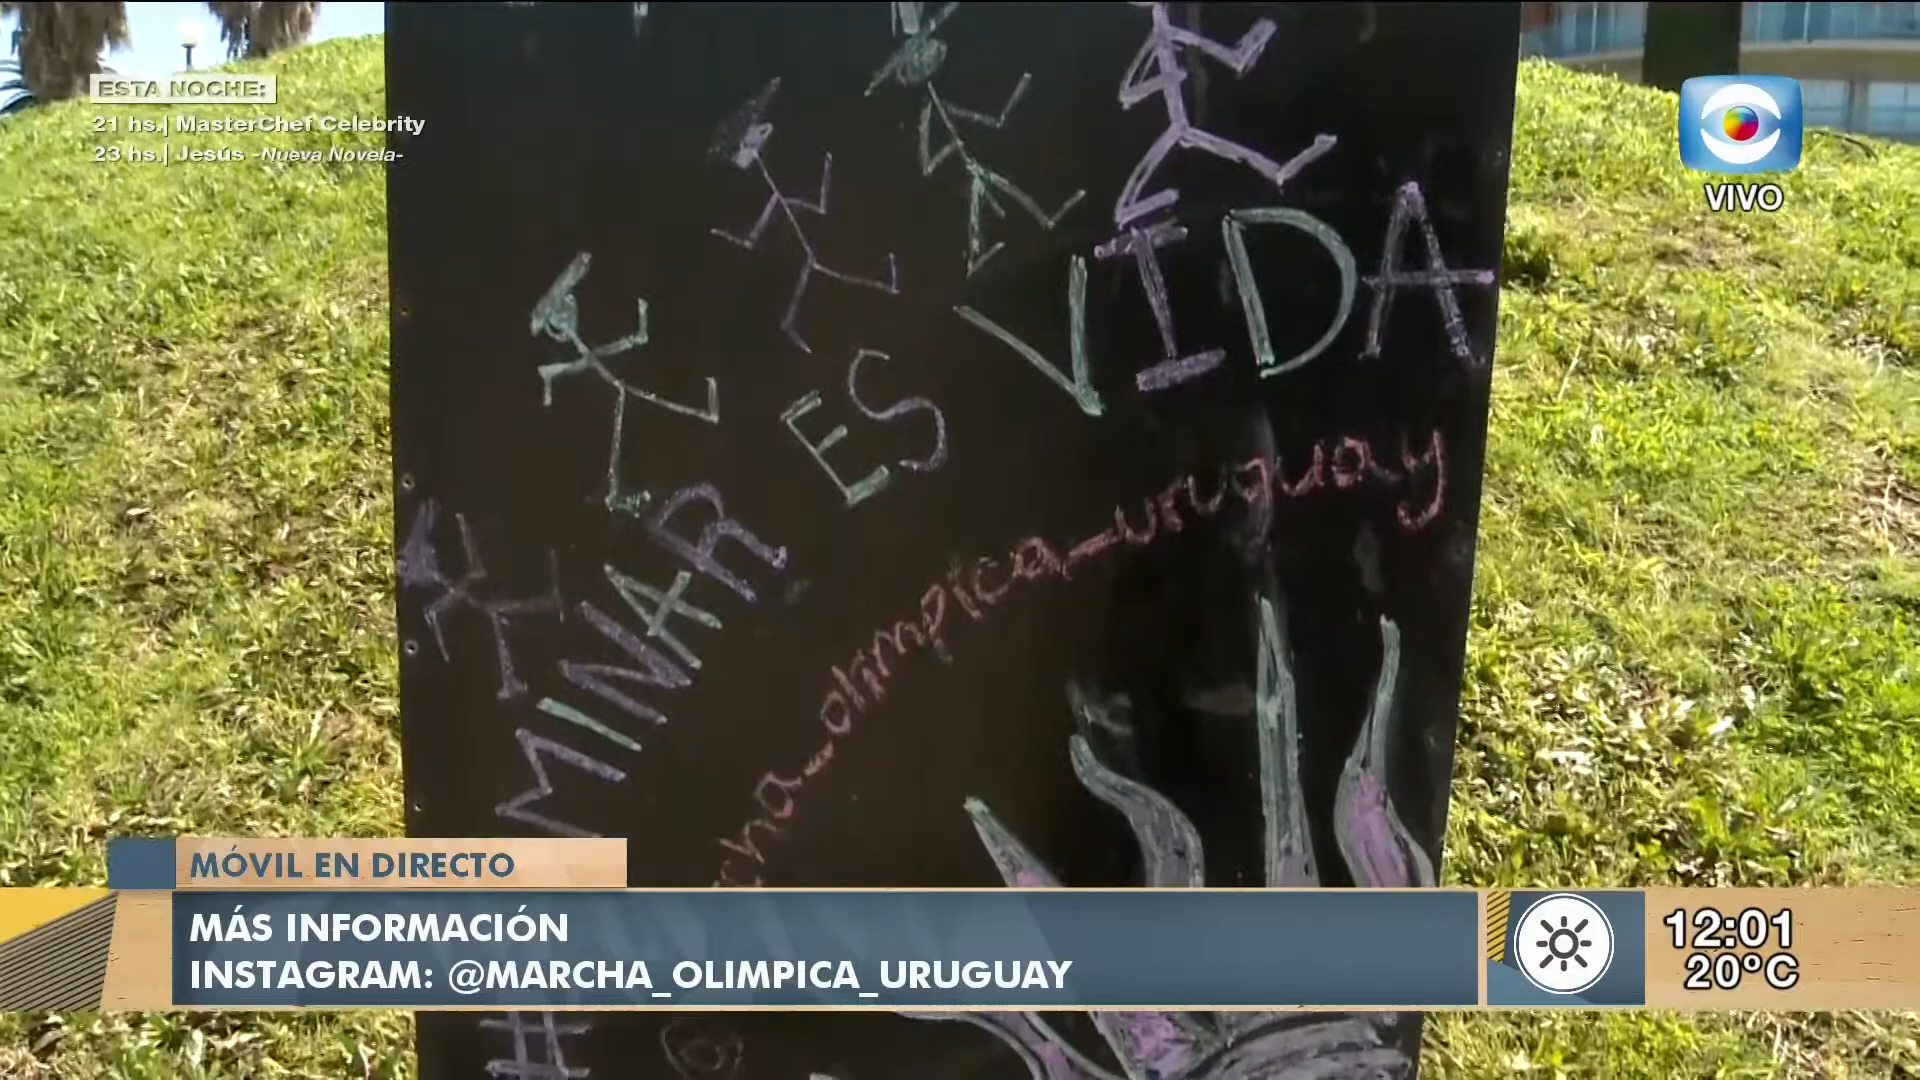 ESTA NOCHE:
21 hs.| MasterChef Celebrity
23 hs.| Jesús -Nueva Novela-
VIVO
MINAR ES VIDA
cha_olimpica_uruguay
MÓVIL EN DIRECTO
MÁS INFORMACIÓN
INSTAGRAM: @MARCHA_OLIMPICA_URUGUAY
12:01
20°C
#